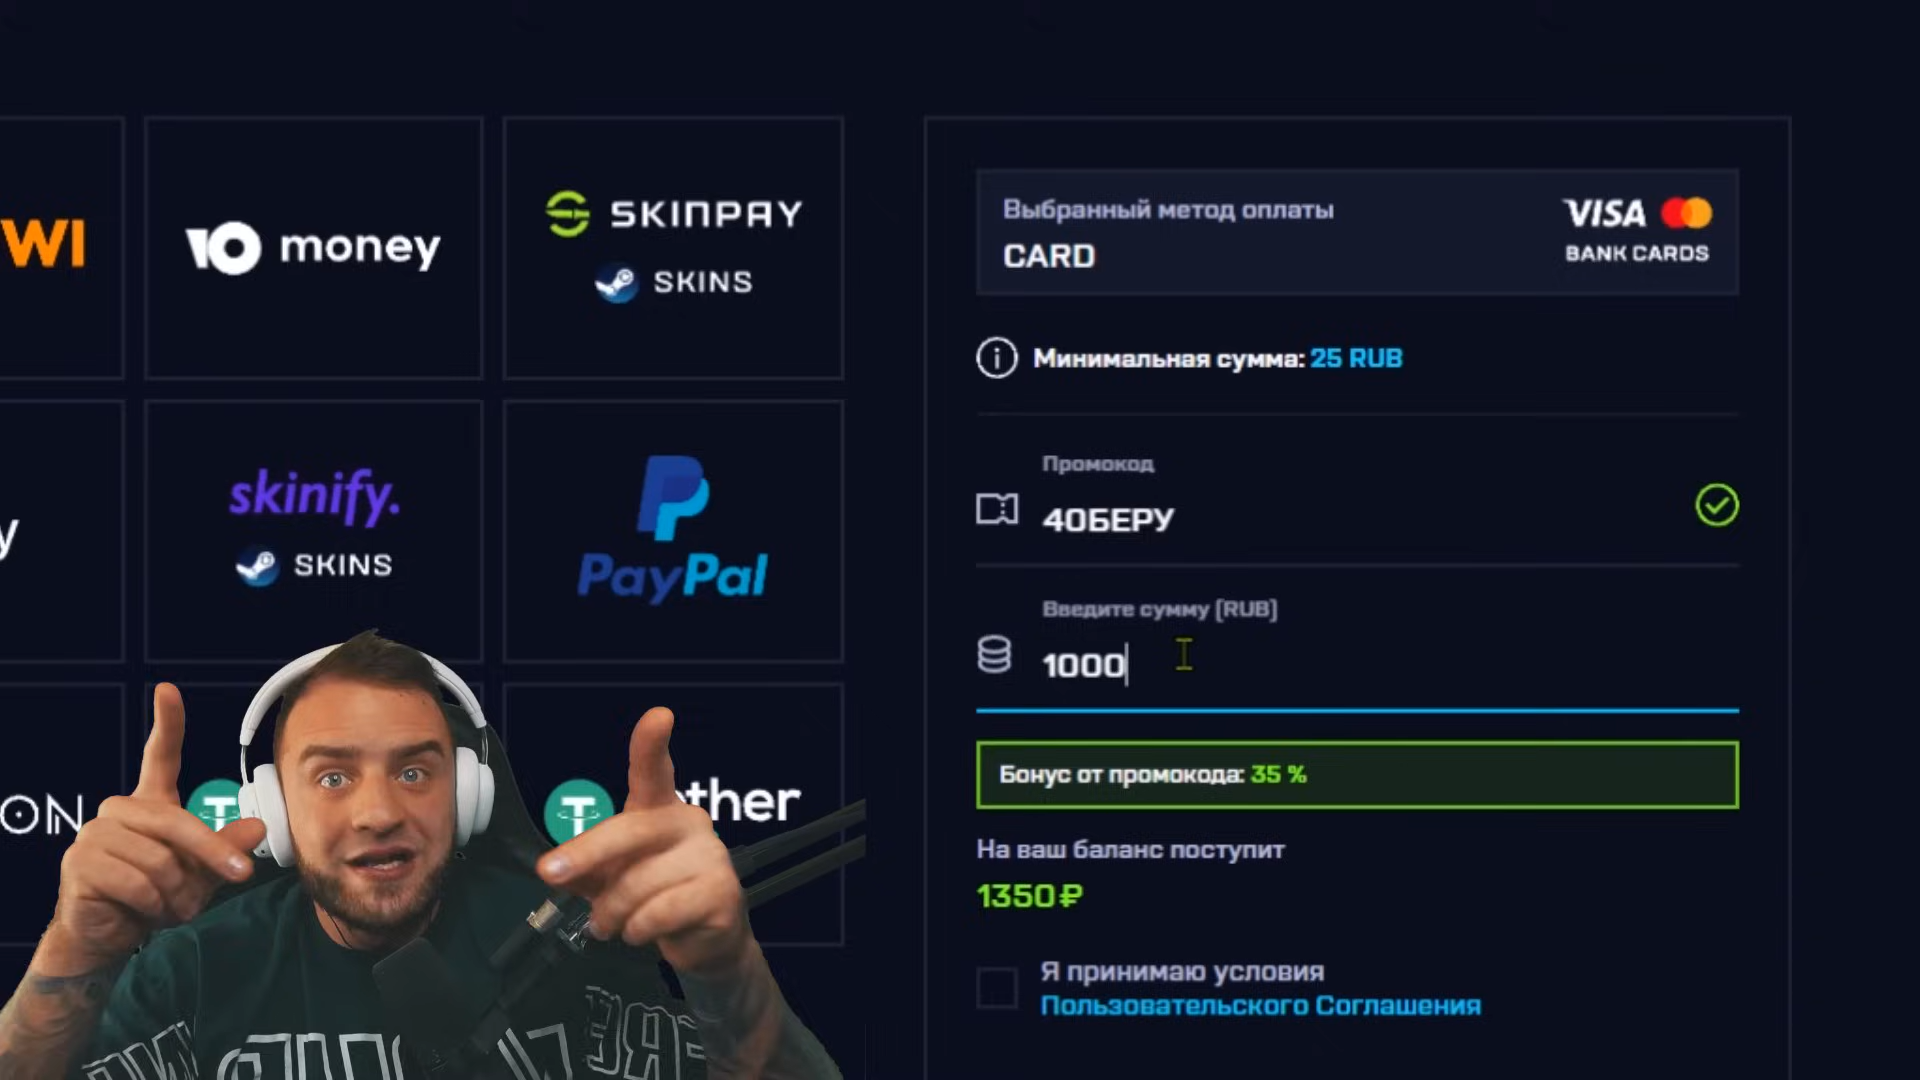 WI
money
SKINPAY
SKINS
y
skinify.
SKINS
PayPal
ON
ther
Выбранный метод оплаты
CARD
VISA
BANK CARDS
Минимальная сумма: 25 RUB
Промокод
40БЕРУ
Введите сумму (RUB)
1000
Бонус от промокода: 35 %
На ваш баланс поступит
1350₽
Я принимаю условия
Пользовательского Соглашения